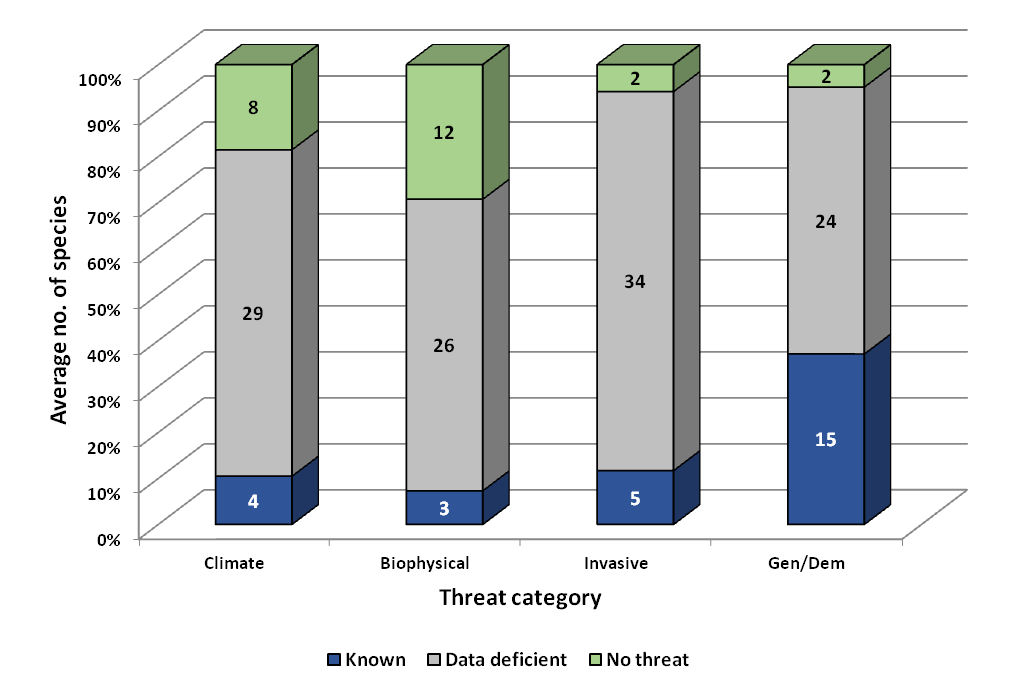 100%
90%
80%
70%
60%
50%
40%
30%
20%
10%
0%
Average no. of species
8
12
2
2
29
26
34
24
4
3
5
15
Climate
Biophysical
Invasive
Gen/Dem
Threat category
Known
Data deficient
No threat